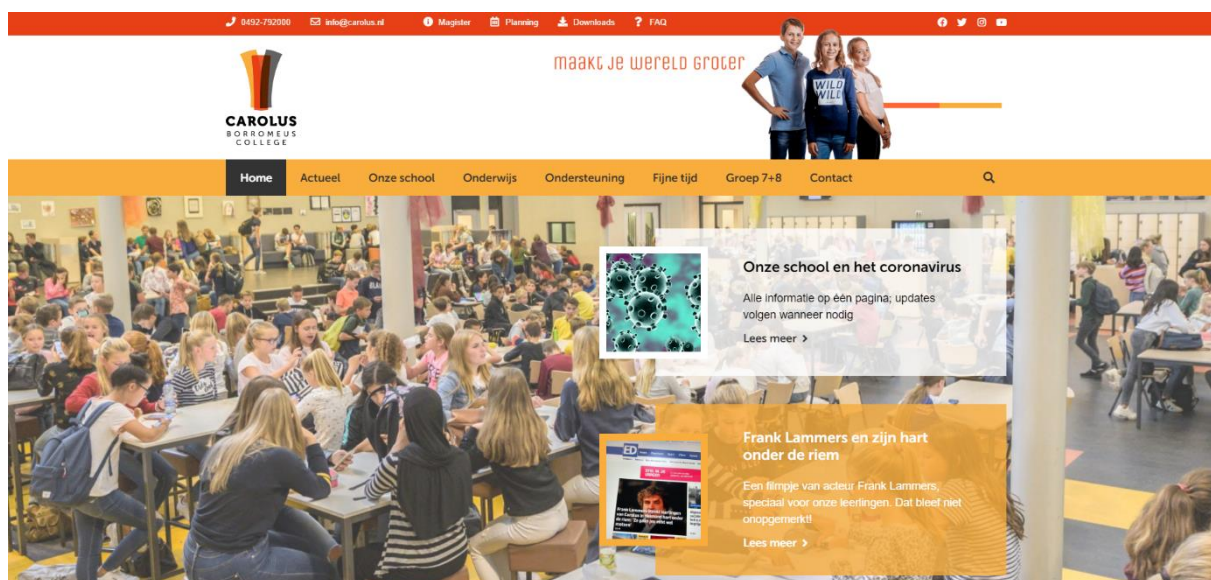 0492-792000 info@carolus.nl Magister Planning Downloads ? FAQ
maakt je wereld groter
WILD
WILD
CAROLUS
BORROMEUS
COLLEGE
Home Actueel Onze school Onderwijs Ondersteuning Fijne tijd Groep 7+8 Contact
Onze school en het coronavirus
Alle informatie op één pagina; updates
volgen wanneer nodig
Lees meer >
Frank Lammers en zijn hart
onder de riem
ED
Een filmpje van acteur Frank Lammers,
speciaal voor onze leerlingen. Dat bleef niet
onopgemerkt!
Lees meer >